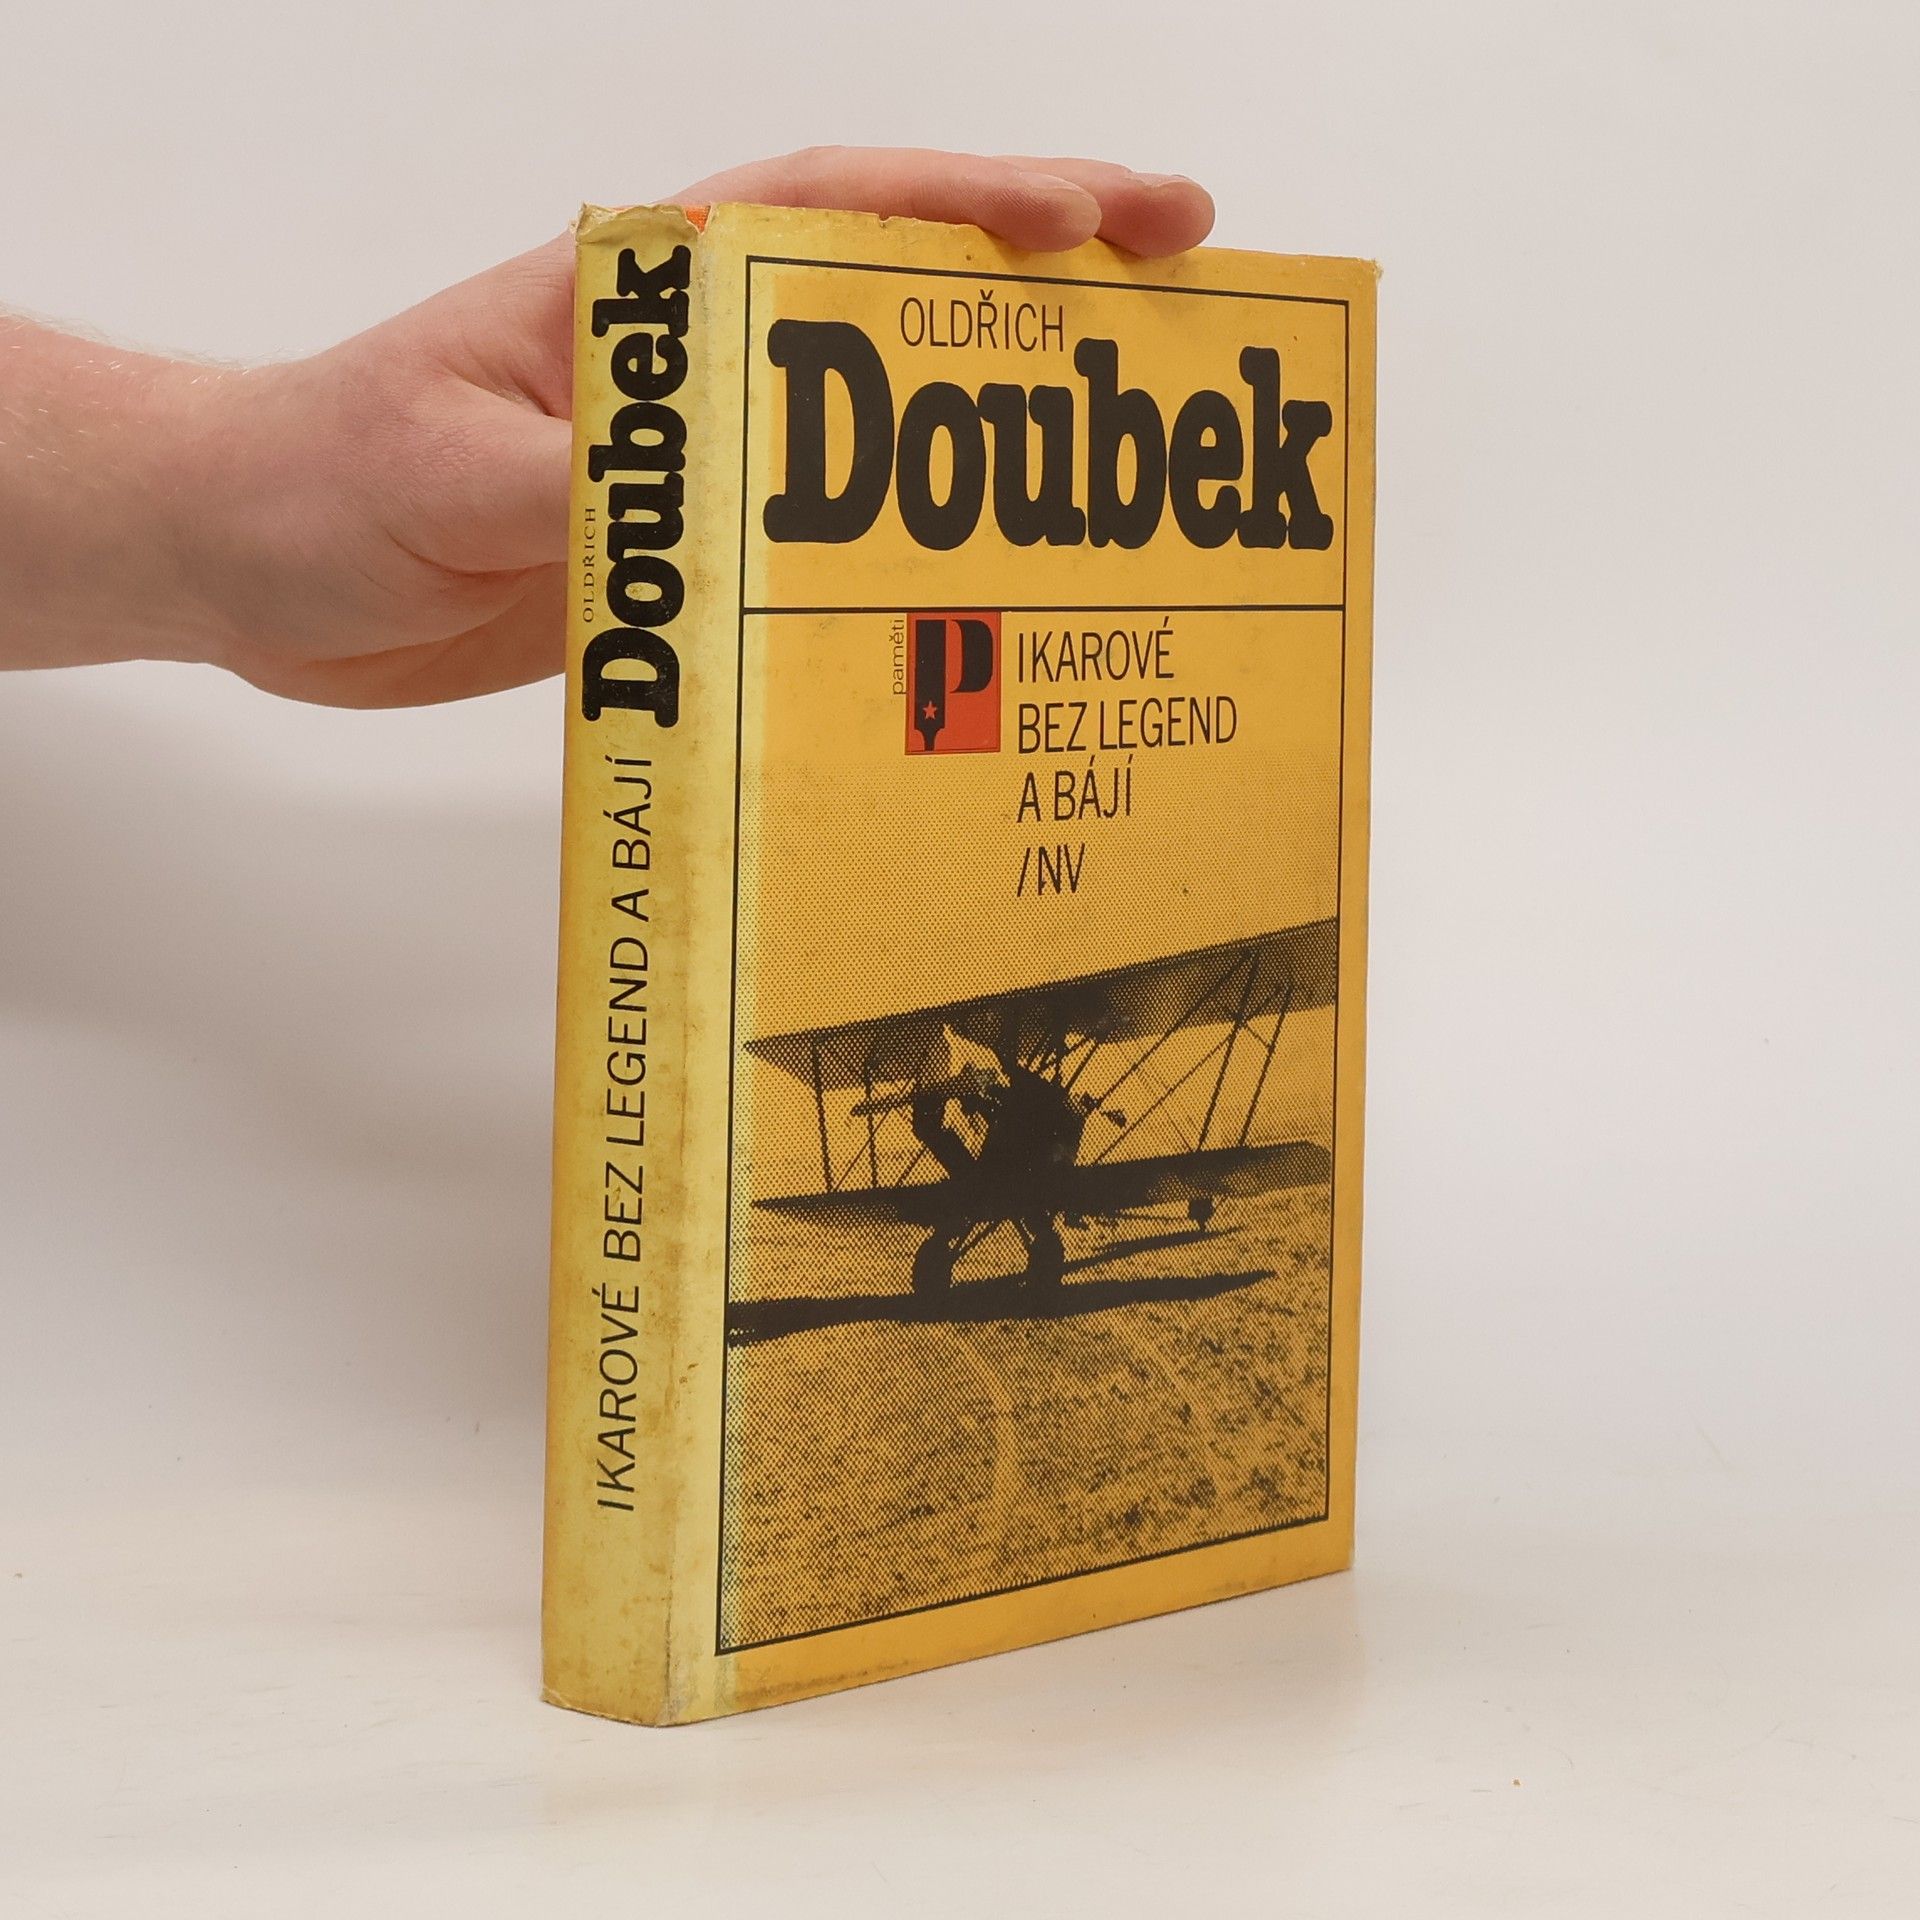 OLDŘICH
Doubek
IKAROVÉ BEZ LEGEND A BÁJÍ
OLDŘICH
Doubek
paměti
P
IKAROVÉ
BEZ LEGEND
A BÁJÍ
/NV